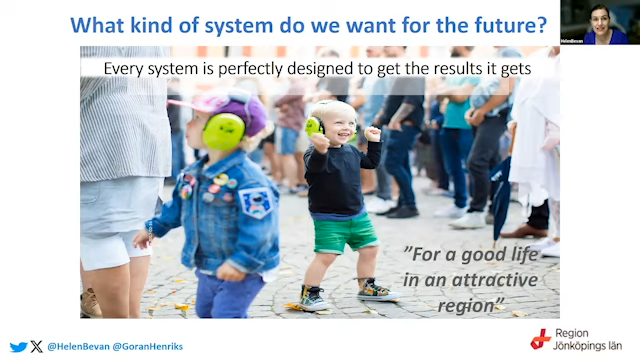 What kind of system do we want for the future?
HelenBevan
Every system is perfectly designed to get the results it gets
”For a good life
in an attractive
region”
@HelenBevan @GoranHenriks
Region
Jönköpings län